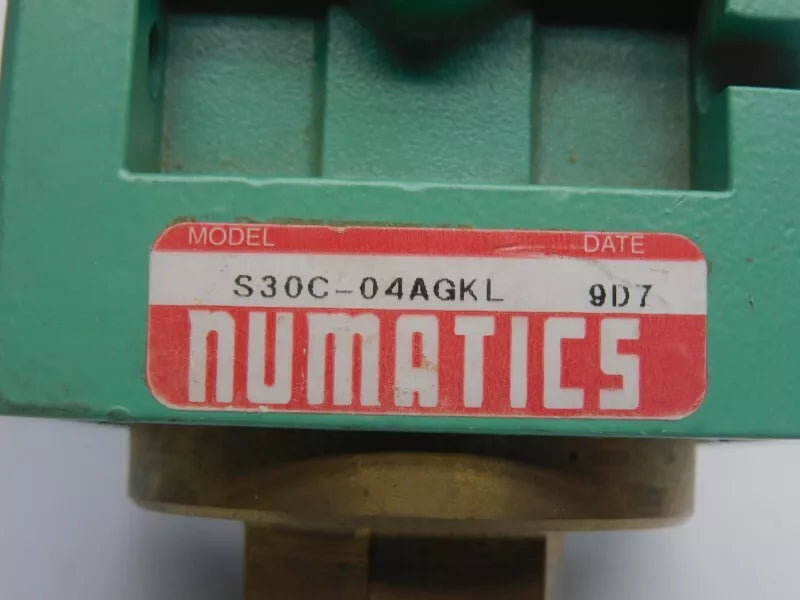 MODEL DATE
S30C-04AGKL 9D7
numatics